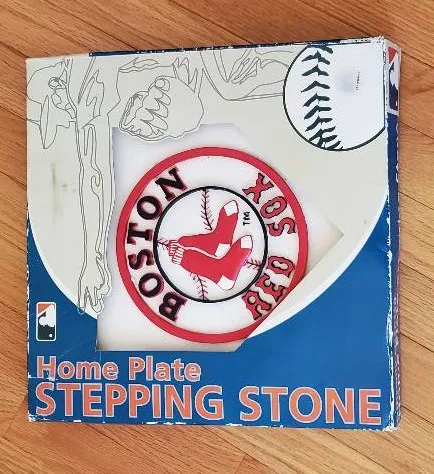 BOSTON
RED SOX
TM
Home Plate
STEPPING STONE